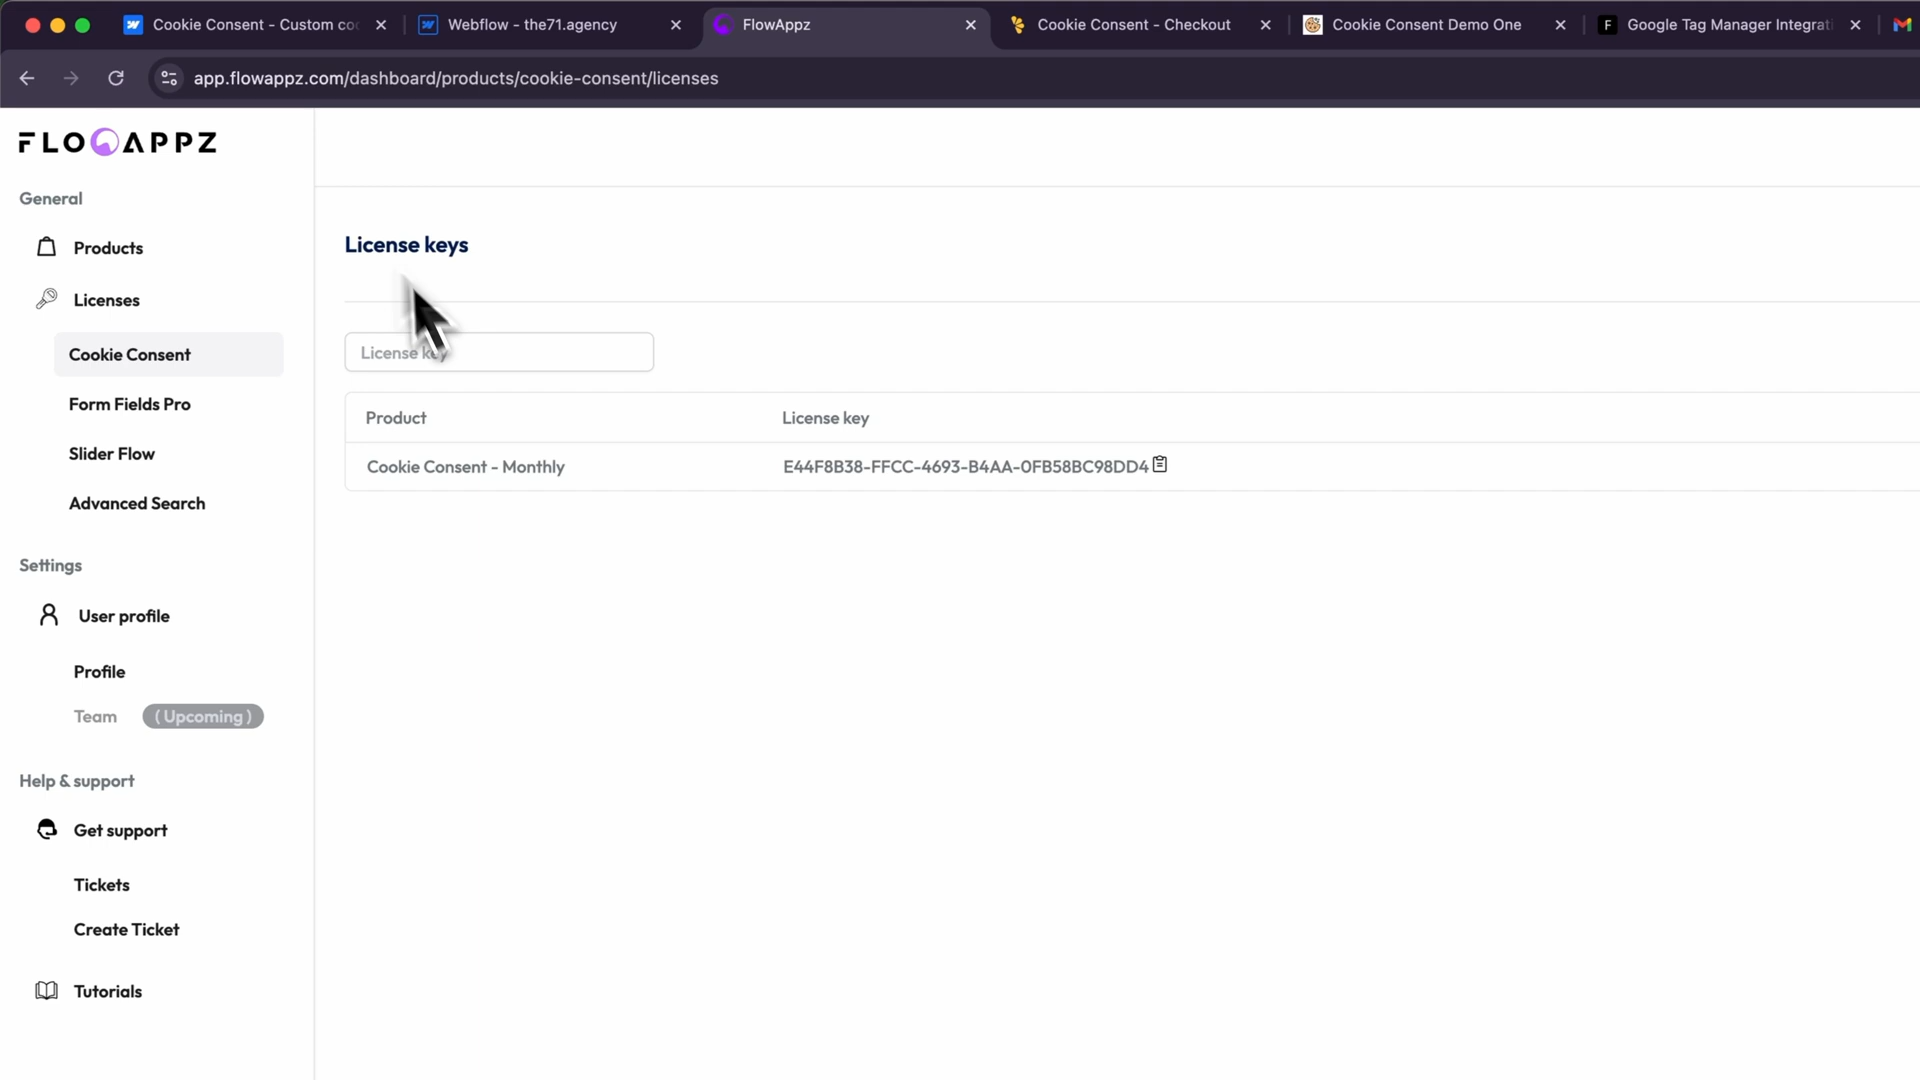 Cookie Consent - Custom co
Webflow - the71.agency
FlowAppz
Cookie Consent - Checkout
Cookie Consent Demo One
Google Tag Manager Integrati
app.flowappz.com/dashboard/products/cookie-consent/licenses
FLOWAPPZ
General
Products
Licenses
Cookie Consent
Form Fields Pro
Slider Flow
Advanced Search
Settings
User profile
Profile
Team (Upcoming)
Help & support
Get support
Tickets
Create Ticket
Tutorials
License keys
License key
Product License key
Cookie Consent - Monthly E44F8B38-FFCC-4693-B4AA-0FB58BC98DD4